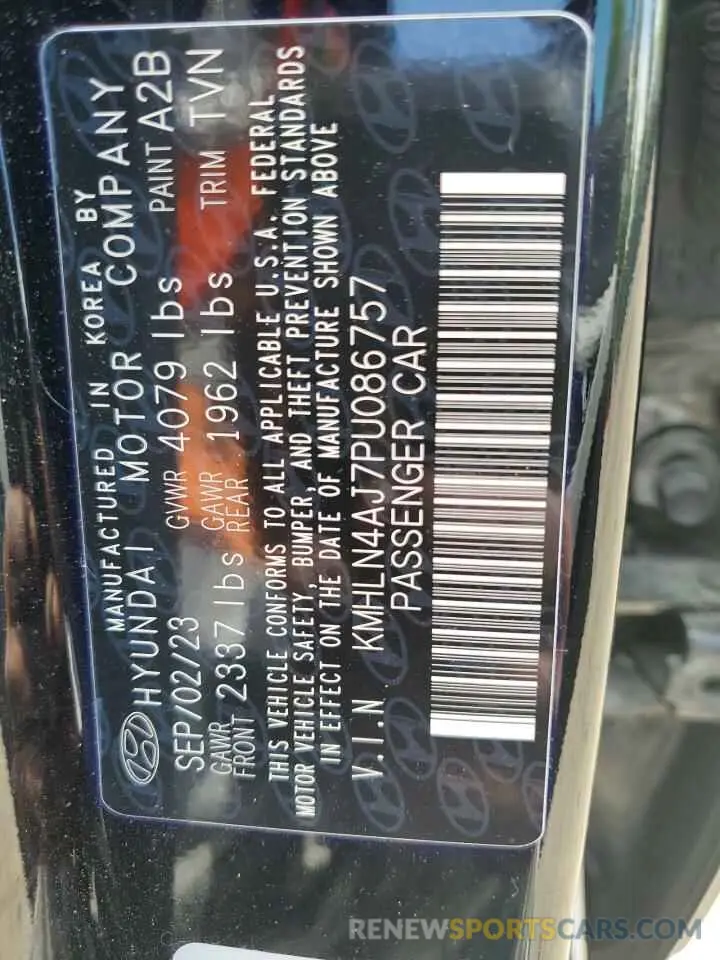 MANUFACTURED IN KOREA BY
HYUNDAI MOTOR COMPANY
SEP/02/23 GVWR 4079 lbs PAINT A2B
GAWR FRONT 2337 lbs GAWR REAR 1962 lbs TRIM TVN
THIS VEHICLE CONFORMS TO ALL APPLICABLE U.S.A. FEDERAL
MOTOR VEHICLE SAFETY, BUMPER, AND THEFT PREVENTION STANDARDS
IN EFFECT ON THE DATE OF MANUFACTURE SHOWN ABOVE
V.I.N KMHLN4AJ7PU086757
PASSENGER CAR
RENEWSPORTSCARS.COM